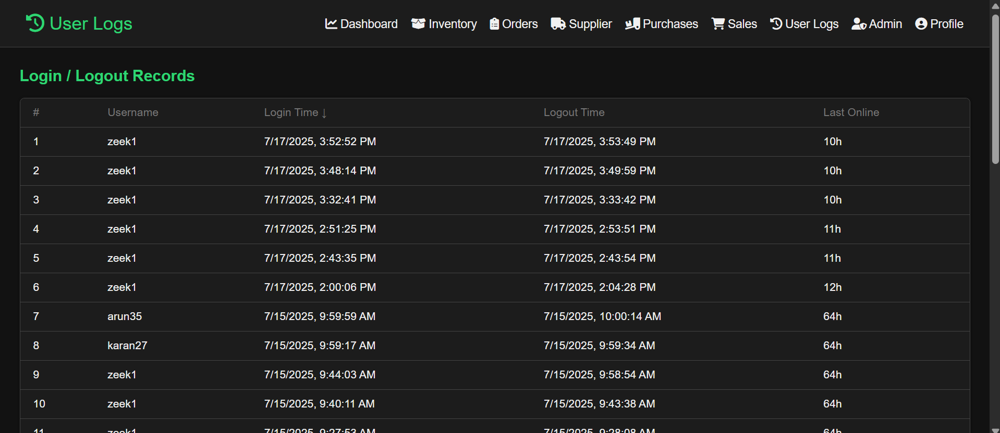 User Logs Dashboard Inventory Orders Supplier Purchases Sales User Logs Admin Profile
Login / Logout Records
# Username Login Time ↓ Logout Time Last Online
1 zeek1 7/17/2025, 3:52:52 PM 7/17/2025, 3:53:49 PM 10h
2 zeek1 7/17/2025, 3:48:14 PM 7/17/2025, 3:49:59 PM 10h
3 zeek1 7/17/2025, 3:32:41 PM 7/17/2025, 3:33:42 PM 10h
4 zeek1 7/17/2025, 2:51:25 PM 7/17/2025, 2:53:51 PM 11h
5 zeek1 7/17/2025, 2:43:35 PM 7/17/2025, 2:43:54 PM 11h
6 zeek1 7/17/2025, 2:00:06 PM 7/17/2025, 2:04:28 PM 12h
7 arun35 7/15/2025, 9:59:59 AM 7/15/2025, 10:00:14 AM 64h
8 karan27 7/15/2025, 9:59:17 AM 7/15/2025, 9:59:34 AM 64h
9 zeek1 7/15/2025, 9:44:03 AM 7/15/2025, 9:58:54 AM 64h
10 zeek1 7/15/2025, 9:40:11 AM 7/15/2025, 9:43:38 AM 64h
11 zeek1 7/15/2025, 9:27:53 AM 7/15/2025, 9:28:08 AM 64h